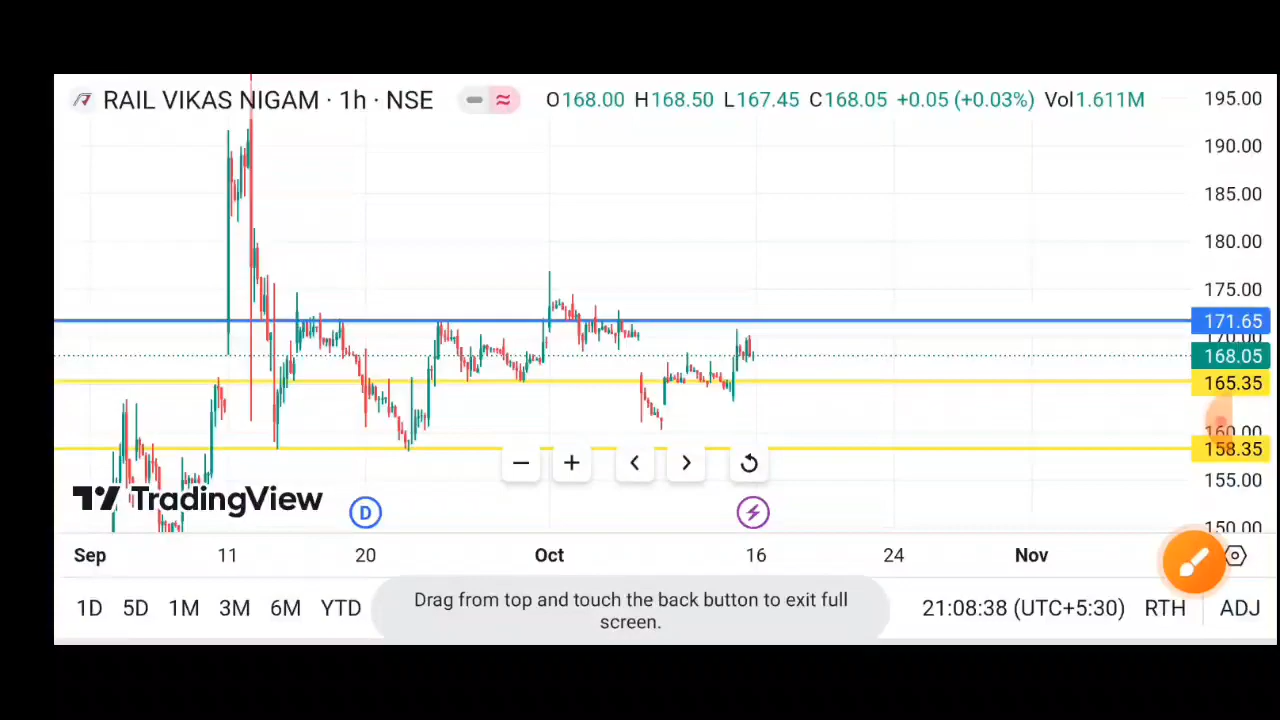 RAIL VIKAS NIGAM · 1h · NSE
O168.00 H168.50 L167.45 C168.05 +0.05 (+0.03%) Vol1.611M
195.00
190.00
185.00
180.00
175.00
171.65
170.00
168.05
165.35
160.00
158.35
155.00
150.00
TradingView
D
Sep 11 20 Oct 16 24 Nov
1D 5D 1M 3M 6M YTD
Drag from top and touch the back button to exit full
screen.
21:08:38 (UTC+5:30) RTH ADJ